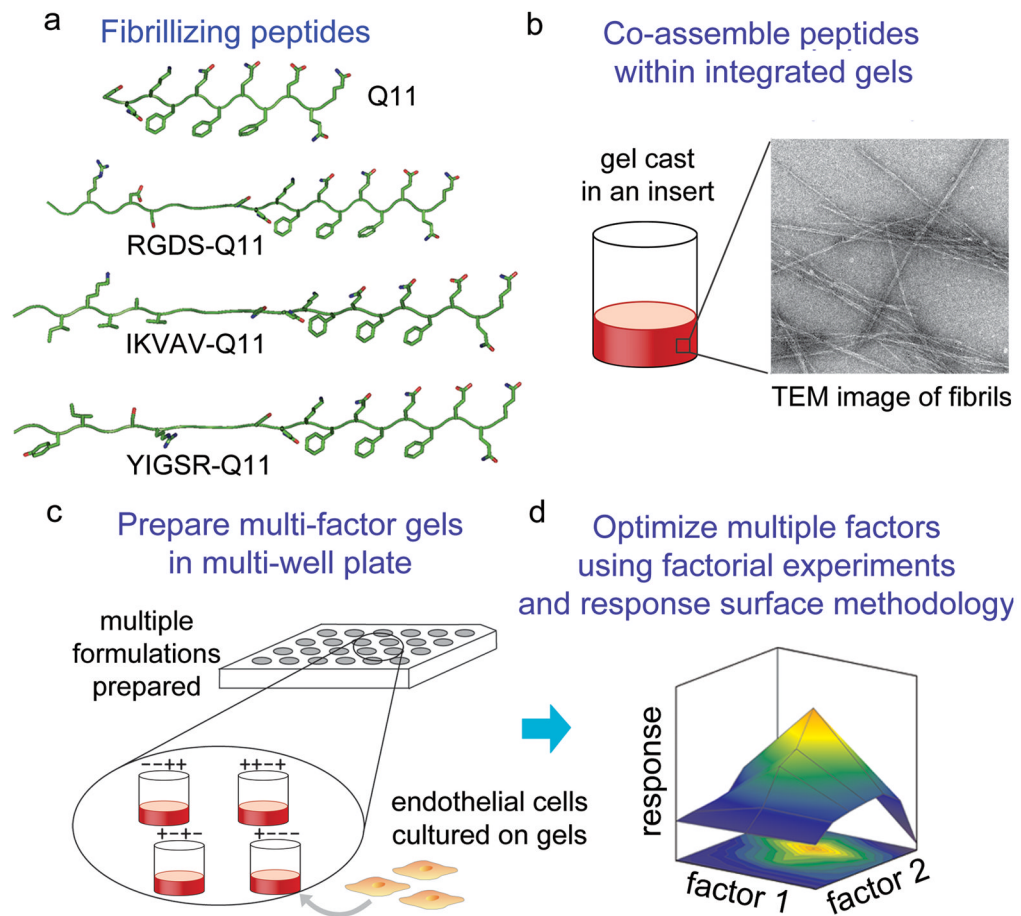 a
Fibrillizing peptides
Q11
RGDS-Q11
IKVAV-Q11
YIGSR-Q11
b
Co-assemble peptides
within integrated gels
gel cast
in an insert
TEM image of fibrils
c
Prepare multi-factor gels
in multi-well plate
multiple
formulations
prepared
--++
++-+
+-+-
+---
endothelial cells
cultured on gels
d
Optimize multiple factors
using factorial experiments
and response surface methodology
response
factor 1
factor 2